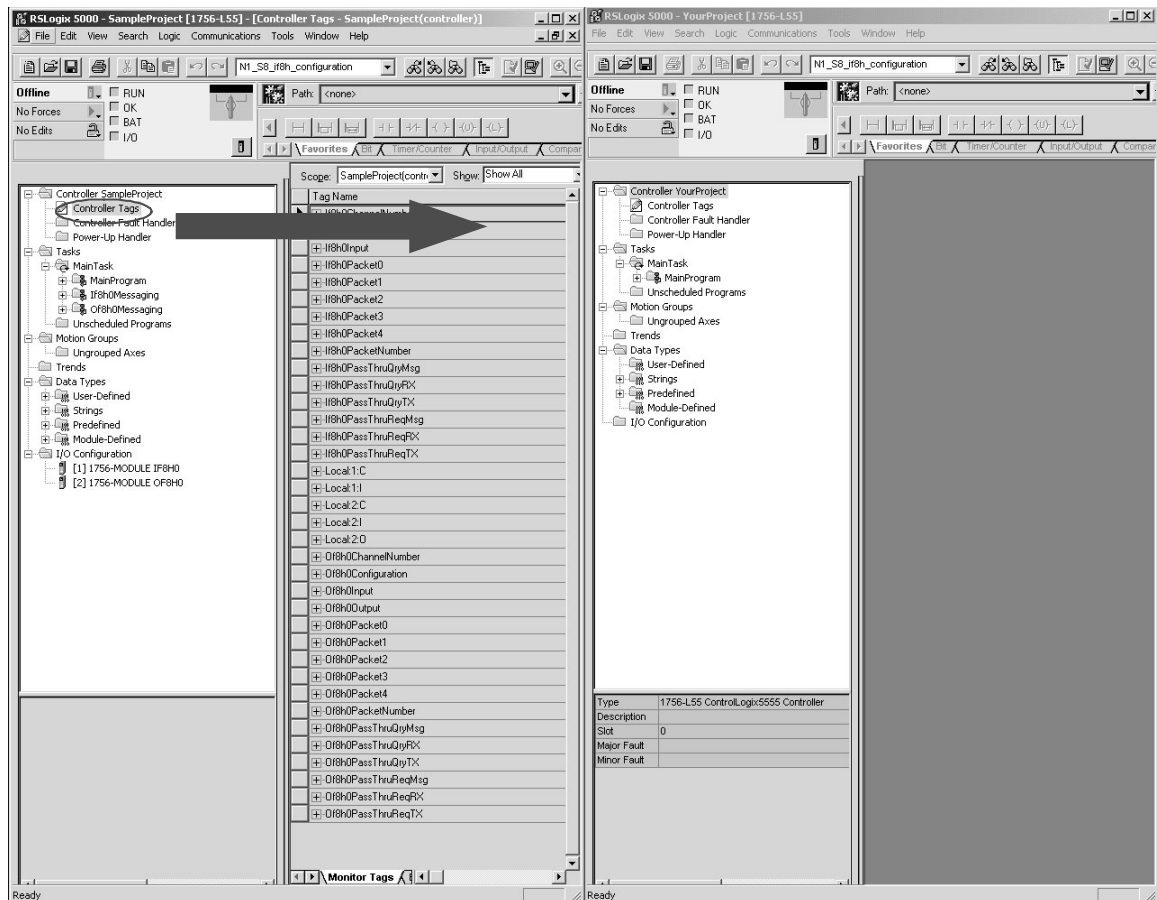 RSLogix 5000 - SampleProject [1756-L55] - [Controller Tags - SampleProject(controller)]
File Edit View Search Logic Communications Tools Window Help
N1_S8_if8h_configuration
Offline
RUN
Path: <none>
No Forces
OK
BAT
No Edits
I/O
Favorites Bit Timer/Counter Input/Output Compar
Scope: SampleProject(contr Show: Show All
Controller SampleProject
Controller Tags
Controller Fault Handler
Power-Up Handler
Tasks
MainTask
MainProgram
If8h0Messaging
Of8h0Messaging
Unscheduled Programs
Motion Groups
Ungrouped Axes
Trends
Data Types
User-Defined
Strings
Predefined
Module-Defined
I/O Configuration
[1] 1756-MODULE IF8H0
[2] 1756-MODULE OF8H0
Tag Name
If8h0Input
If8h0Packet0
If8h0Packet1
If8h0Packet2
If8h0Packet3
If8h0Packet4
If8h0PacketNumber
If8h0PassThruQryMsg
If8h0PassThruQryRX
If8h0PassThruQryTX
If8h0PassThruReqMsg
If8h0PassThruReqRX
If8h0PassThruReqTX
Local:1:C
Local:1:I
Local:2:C
Local:2:I
Local:2:O
Of8h0ChannelNumber
Of8h0Configuration
Of8h0Input
Of8h0Output
Of8h0Packet0
Of8h0Packet1
Of8h0Packet2
Of8h0Packet3
Of8h0Packet4
Of8h0PacketNumber
Of8h0PassThruQryMsg
Of8h0PassThruQryRX
Of8h0PassThruQryTX
Of8h0PassThruReqMsg
Of8h0PassThruReqRX
Of8h0PassThruReqTX
Monitor Tags
Ready
RSLogix 5000 - YourProject [1756-L55]
File Edit View Search Logic Communications Tools Window Help
N1_S8_if8h_configuration
Offline
RUN
Path: <none>
No Forces
OK
BAT
No Edits
I/O
Favorites Bit Timer/Counter Input/Output Compar
Controller YourProject
Controller Tags
Controller Fault Handler
Power-Up Handler
Tasks
MainTask
MainProgram
Unscheduled Programs
Motion Groups
Ungrouped Axes
Trends
Data Types
User-Defined
Strings
Predefined
Module-Defined
I/O Configuration
Type 1756-L55 ControlLogix5555 Controller
Description
Slot 0
Major Fault
Minor Fault
Ready